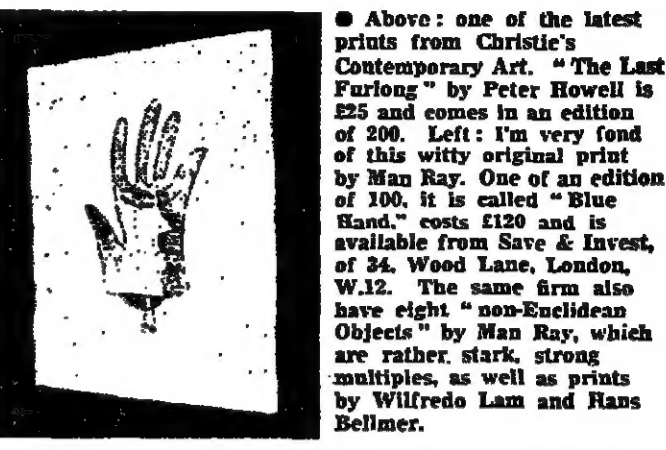 ● Above: one of the latest
prints from Christie's
Contemporary Art. "The Last
Furlong" by Peter Howell is
£25 and comes in an edition
of 200. Left: I'm very fond
of this witty original print
by Man Ray. One of an edition
of 100, it is called "Blue
Hand," costs £120 and is
available from Save & Invest,
of 34, Wood Lane, London,
W.12. The same firm also
have eight "non-Euclidean
Objects" by Man Ray, which
are rather. stark, strong
multiples, as well as prints
by Wilfredo Lam and Hans
Bellmer.